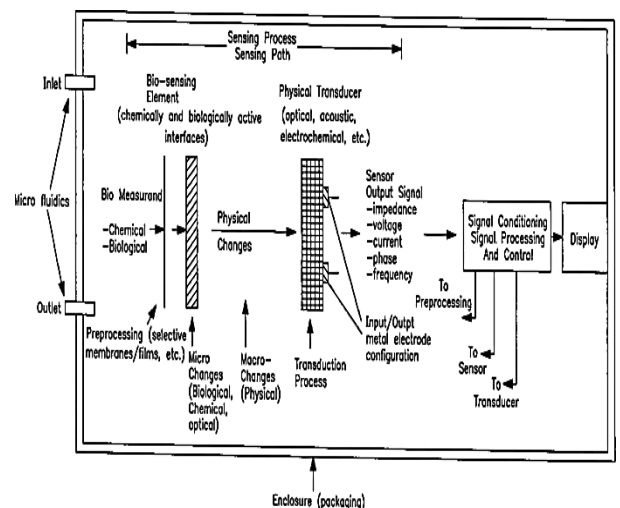 Sensing Process
Sensing Path
Inlet
Bio-sensing
Element
(chemically and biologically active
interfaces)
Physical Transducer
(optical, acoustic,
electrochemical, etc.)
Micro fluidics
Bio Measurand
-Chemical
-Biological
Physical
Changes
Sensor
Output Signal
-impedance
-voltage
-current
-phase
-frequency
Signal Conditioning
Signal Processing
And Control
Display
Outlet
Preprocessing (selective
membranes/films, etc.)
Micro
Changes
(Biological,
Chemical,
optical)
Macro-
Changes
(Physical)
Transduction
Process
Input/Outpt
metal electrode
configuration
To
Preprocessing
To
Sensor
To
Transducer
Enclosure (packaging)